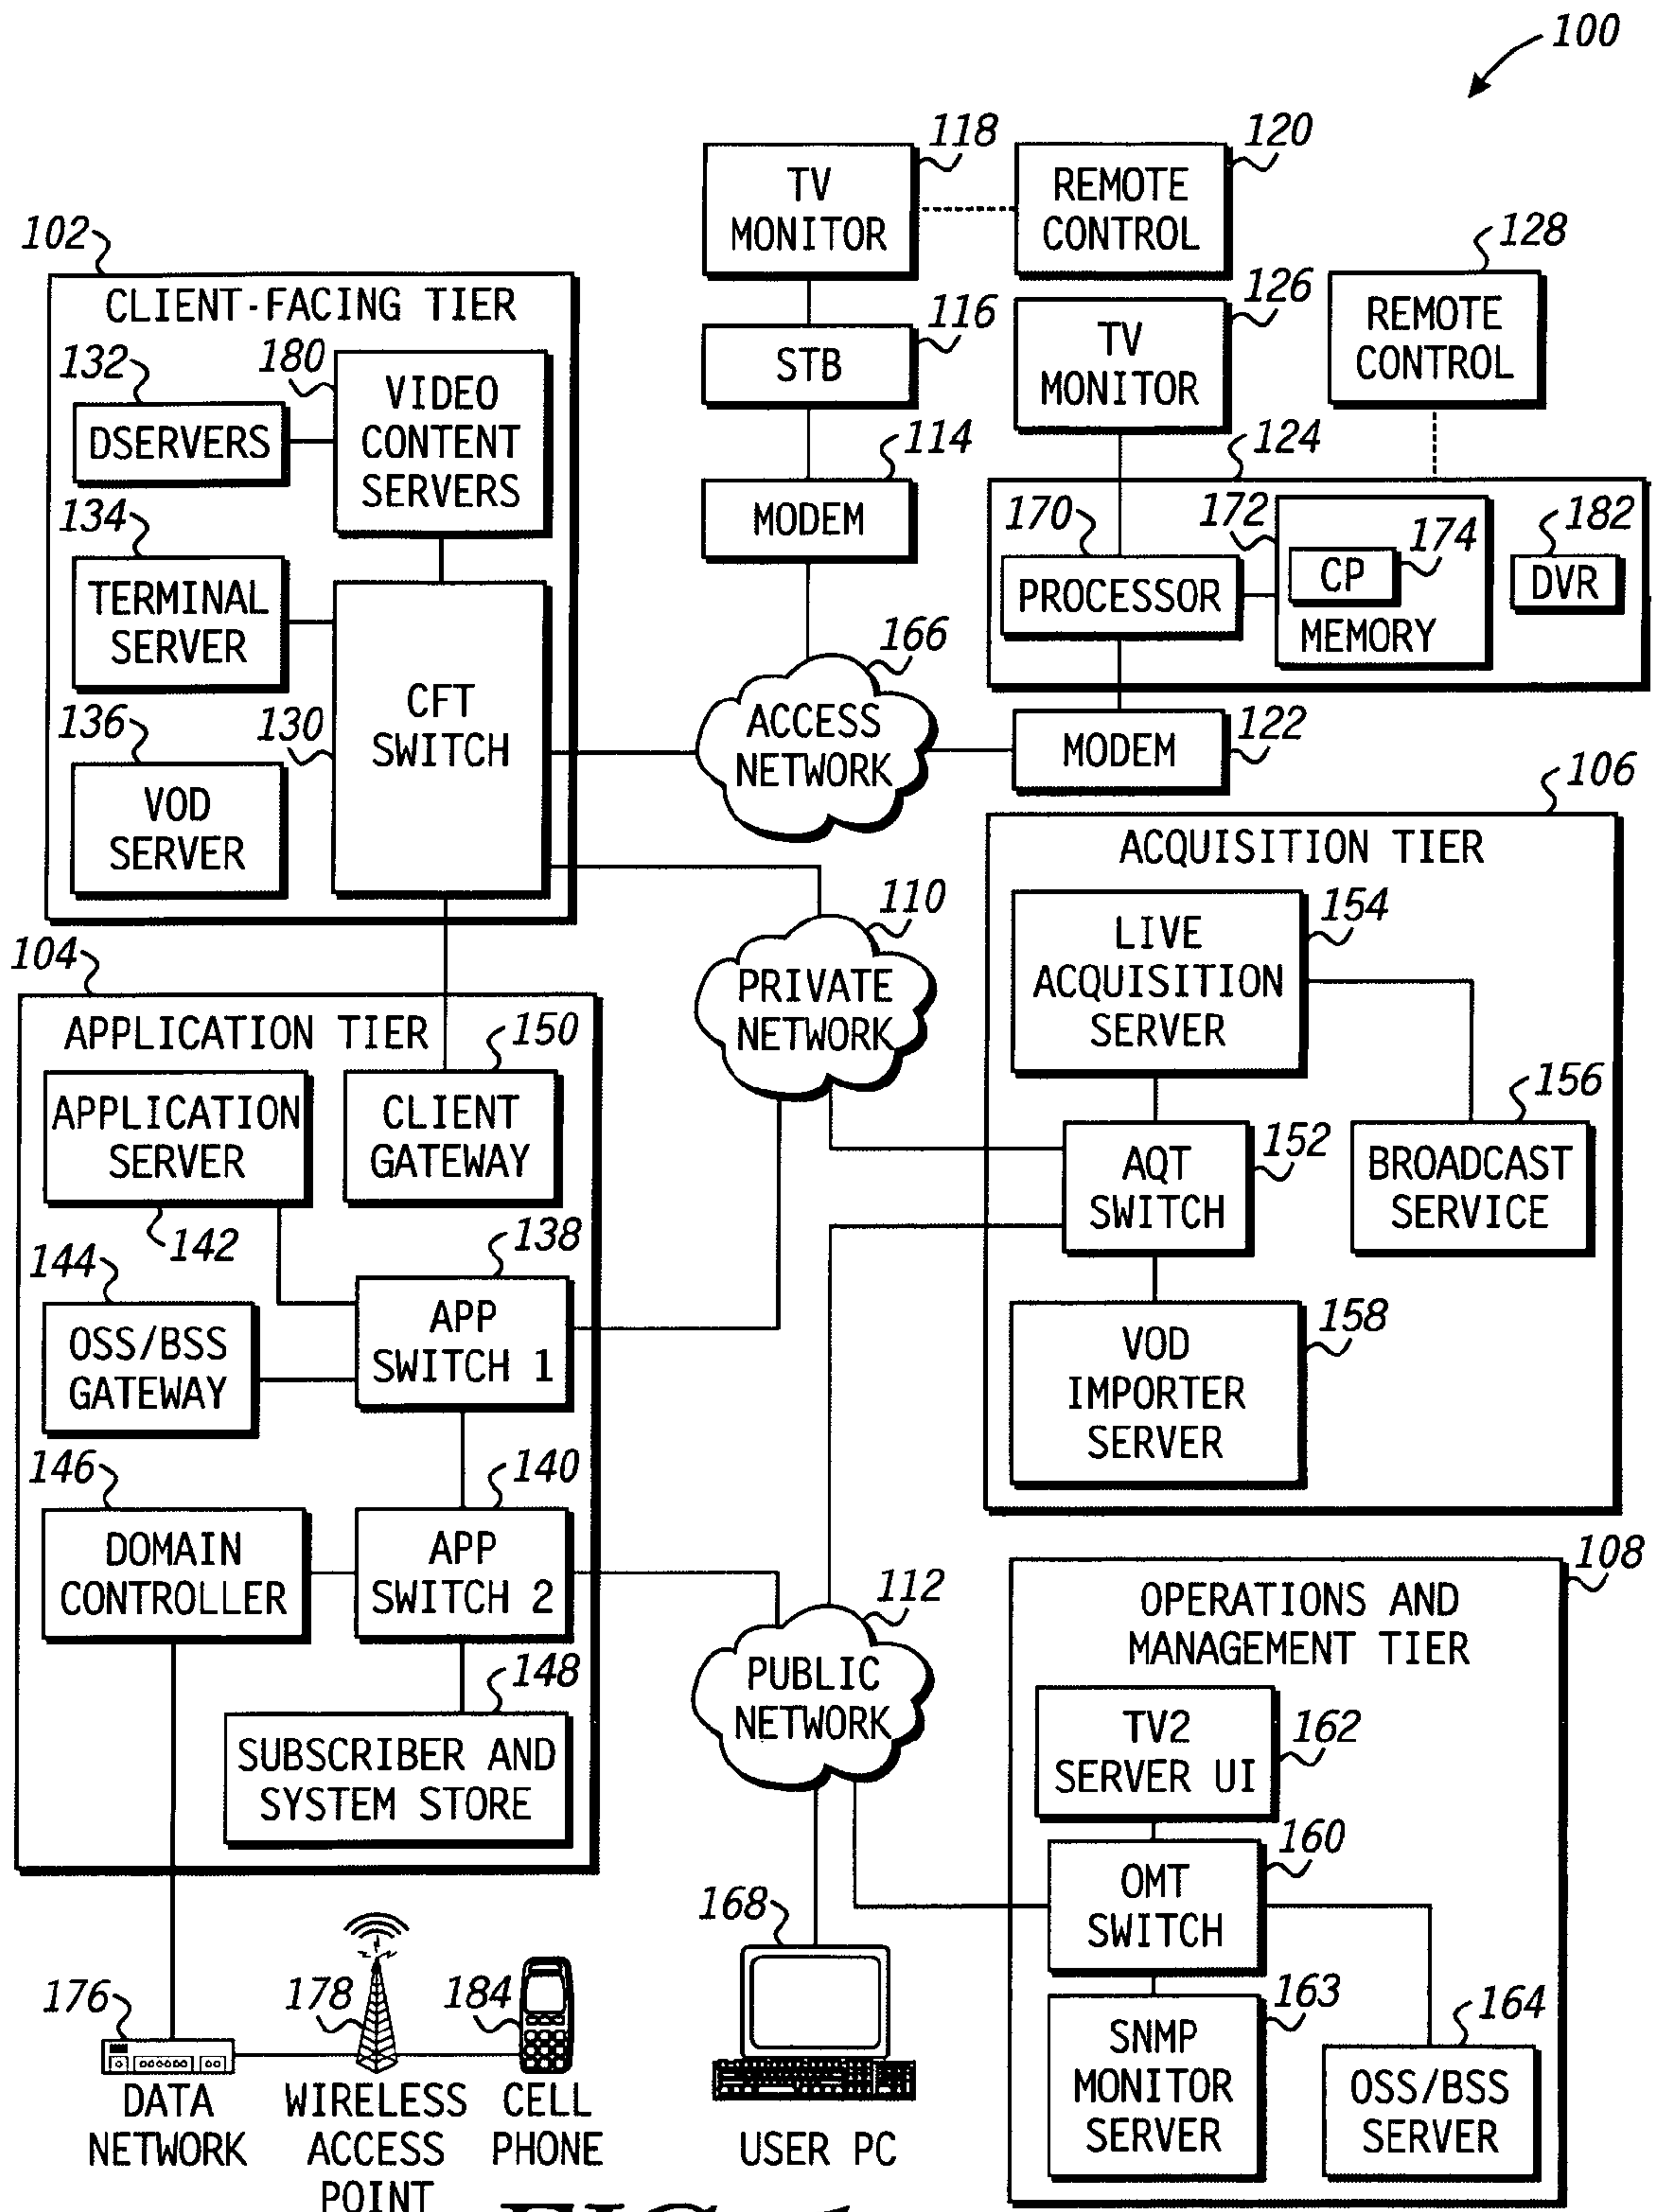 100
118
TV
MONITOR
120
REMOTE
CONTROL
128
REMOTE
CONTROL
102
CLIENT-FACING TIER
132
DSERVERS
180
VIDEO
CONTENT
SERVERS
134
TERMINAL
SERVER
136
VOD
SERVER
130
CFT
SWITCH
116
STB
126
TV
MONITOR
114
MODEM
124
170
PROCESSOR
172
174
CP
MEMORY
182
DVR
166
ACCESS
NETWORK
122
MODEM
110
PRIVATE
NETWORK
106
ACQUISITION TIER
154
LIVE
ACQUISITION
SERVER
156
BROADCAST
SERVICE
152
AQT
SWITCH
158
VOD
IMPORTER
SERVER
104
APPLICATION TIER
150
APPLICATION
SERVER
142
CLIENT
GATEWAY
138
APP
SWITCH 1
144
OSS/BSS
GATEWAY
146
DOMAIN
CONTROLLER
140
APP
SWITCH 2
148
SUBSCRIBER AND
SYSTEM STORE
112
PUBLIC
NETWORK
108
OPERATIONS AND
MANAGEMENT TIER
TV2
SERVER UI
162
160
OMT
SWITCH
163
SNMP
MONITOR
SERVER
164
OSS/BSS
SERVER
176
DATA
NETWORK
178
WIRELESS
ACCESS
POINT
184
CELL
PHONE
168
USER PC